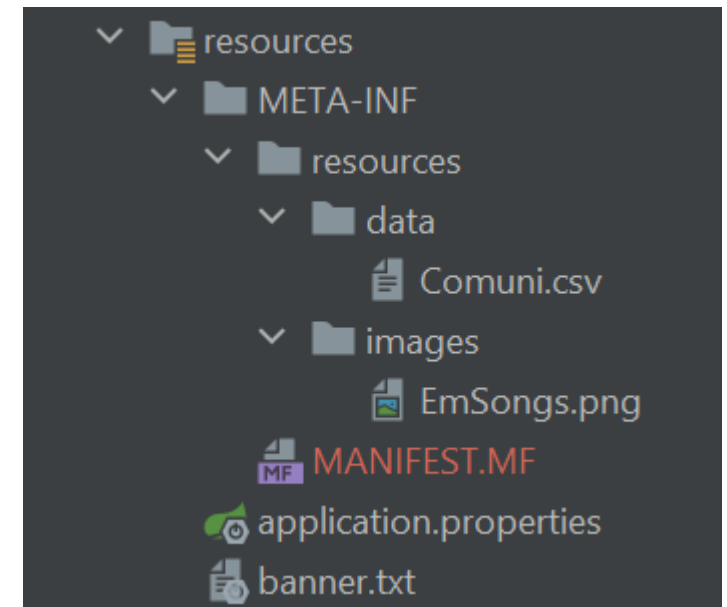 resources
META-INF
resources
data
Comuni.csv
images
EmSongs.png
MF MANIFEST.MF
application.properties
banner.txt